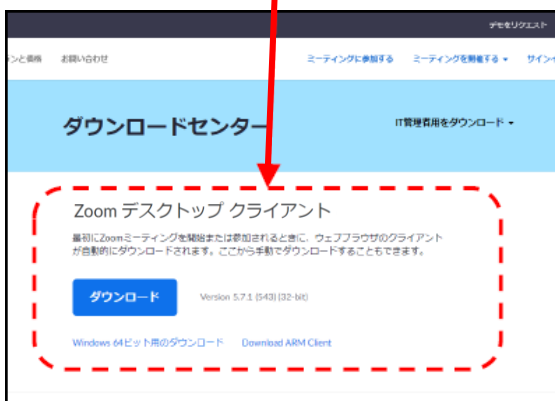 デモをリクエスト
ンと価格 お問い合わせ ミーティングに参加する ミーティングを開催する サインイ
ダウンロードセンター IT管理者用をダウンロード
Zoom デスクトップ クライアント
最初にZoomミーティングを開始または参加されるときに、ウェブブラウザのクライアント
が自動的にダウンロードされます。ここから手動でダウンロードすることもできます。
ダウンロード Version 5.7.1 (543) (32-bit)
Windows 64ビット用のダウンロード Download ARM Client